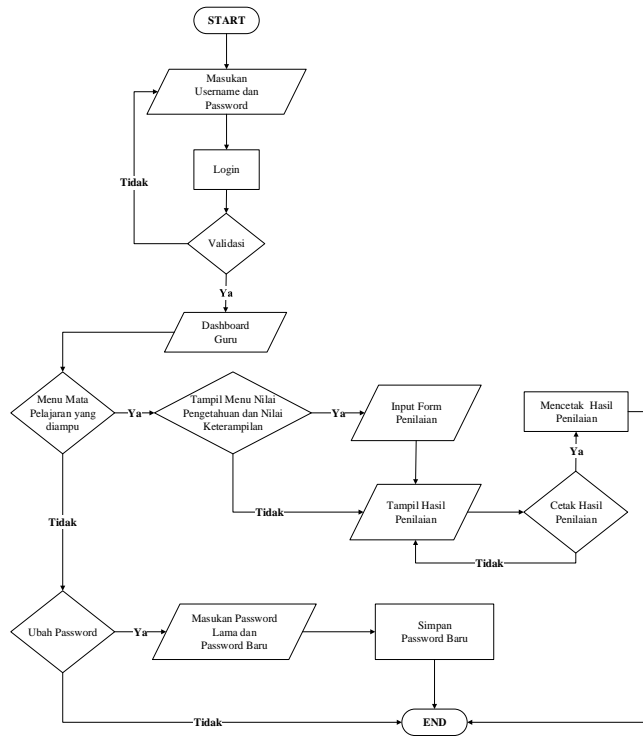 START
Masukan
Username dan
Password
Login
Tidak
Validasi
Ya
Dashboard
Guru
Menu Mata
Pelajaran yang
diampu
Ya
Tampil Menu Nilai
Pengetahuan dan Nilai
Keterampilan
Ya
Input Form
Penilaian
Mencetak Hasil
Penilaian
Ya
Tidak
Tampil Hasil
Penilaian
Cetak Hasil
Penilaian
Tidak
Tidak
Ubah Password
Ya
Masukan Password
Lama dan
Password Baru
Simpan
Password Baru
Tidak
END